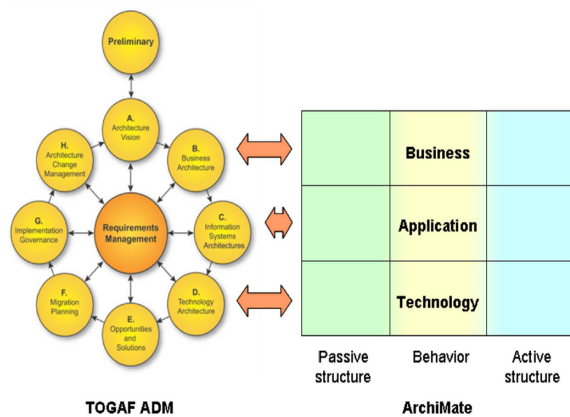 Preliminary
A.
Architecture
Vision
H.
Architecture
Change
Management
B.
Business
Architecture
G.
Implementation
Governance
Requirements
Management
C.
Information
Systems
Architectures
F.
Migration
Planning
D.
Technology
Architecture
E.
Opportunities
and
Solutions
TOGAF ADM
Business
Application
Technology
Passive
structure
Behavior
Active
structure
ArchiMate